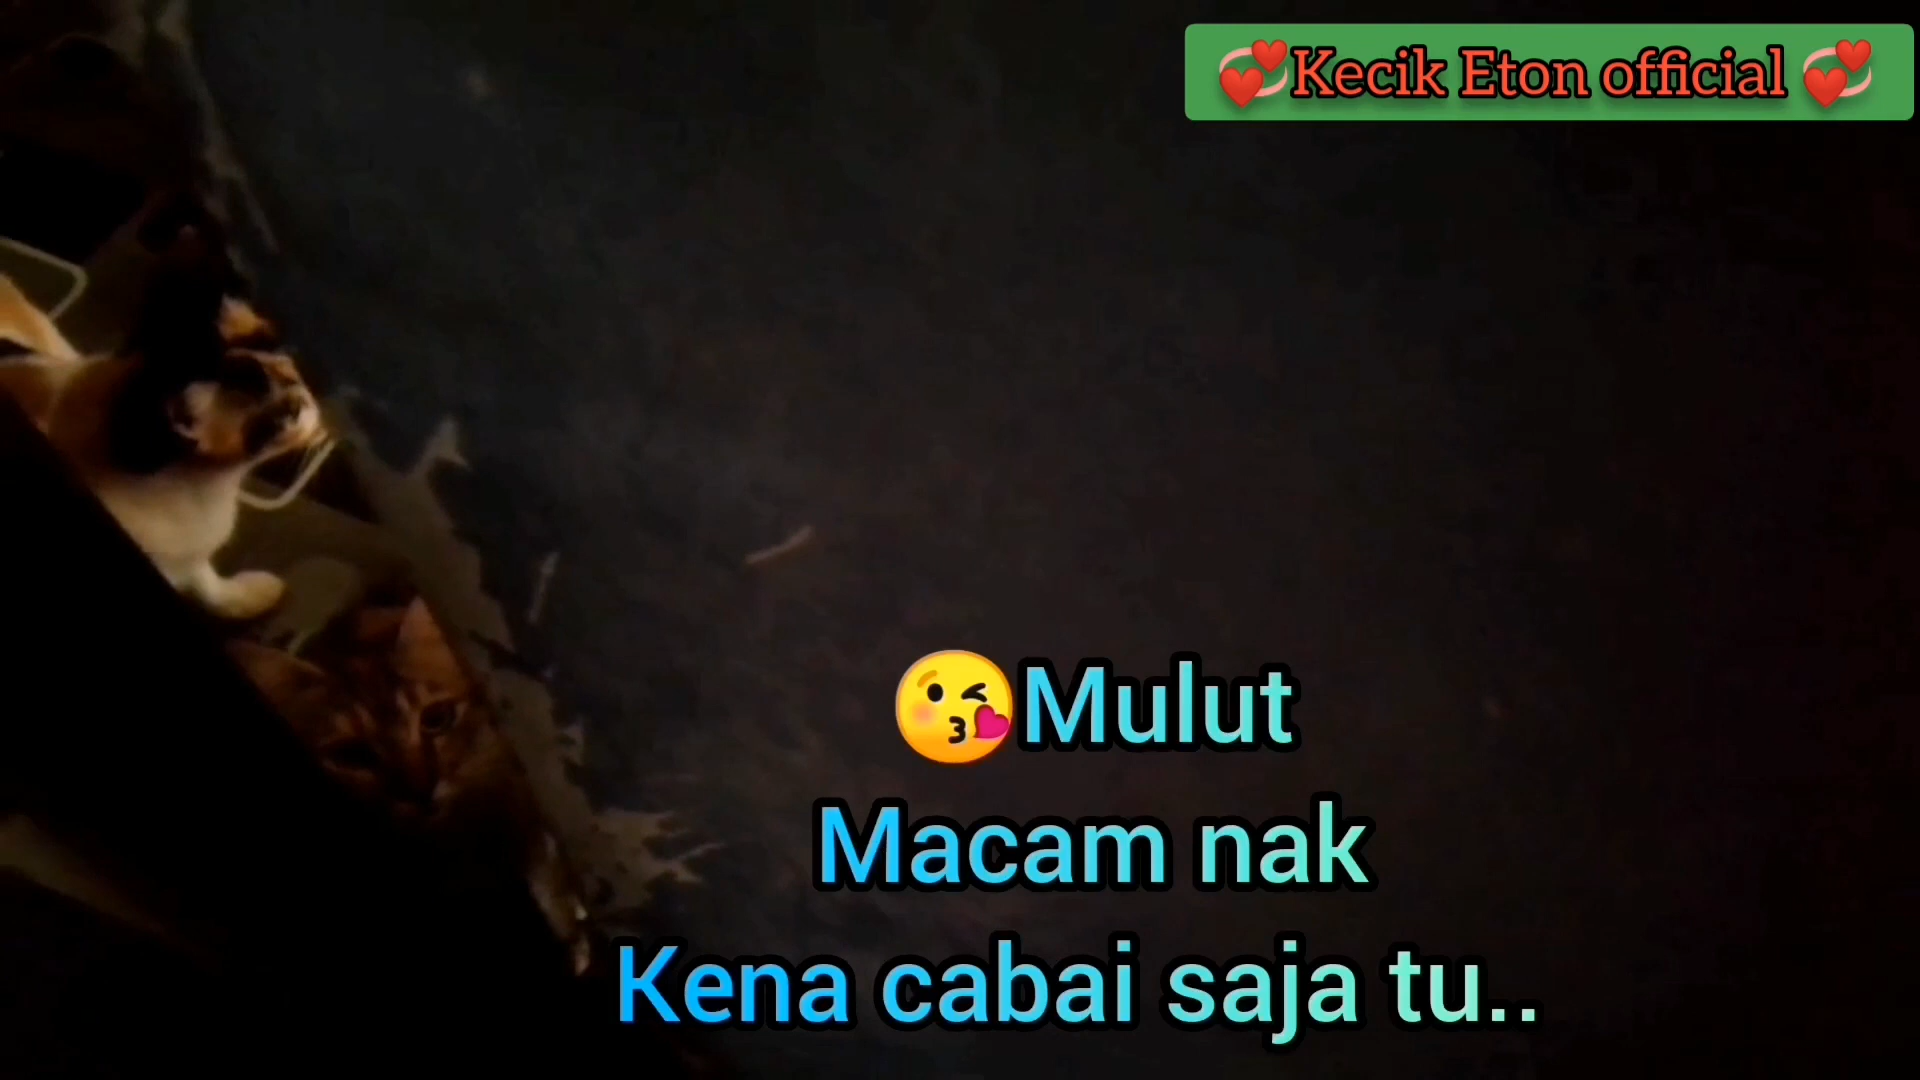 💞Kecik Eton official 💞
😘Mulut
Macam nak
Kena cabai saja tu..